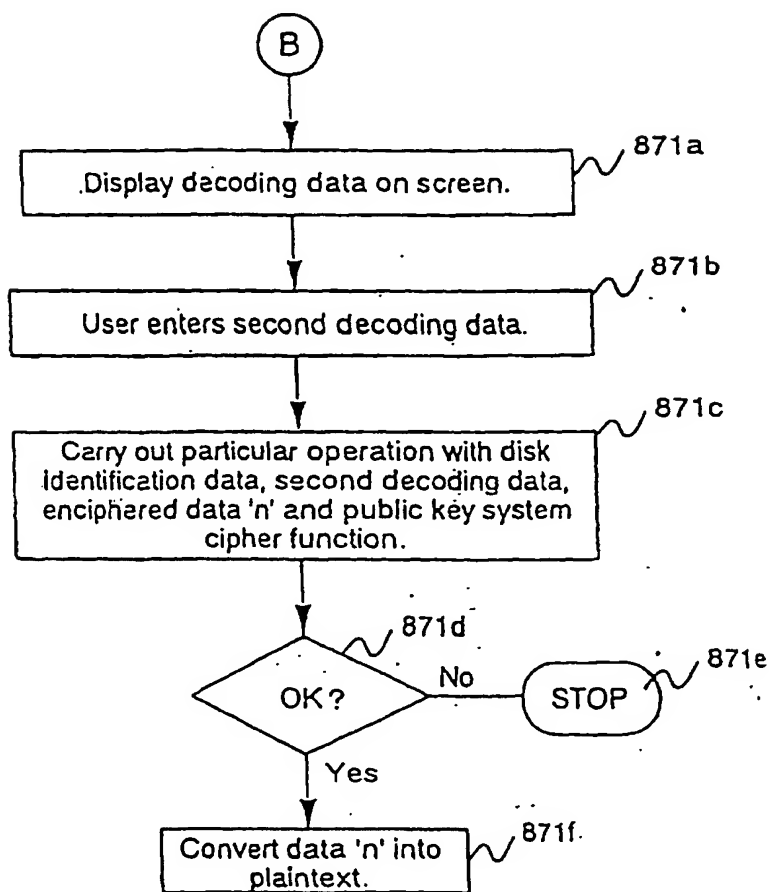 B
871a
Display decoding data on screen.
871b
User enters second decoding data.
871c
Carry out particular operation with disk
identification data, second decoding data,
enciphered data 'n' and public key system
cipher function.
871d
871e
OK?
No
STOP
Yes
871f
Convert data 'n' into
plaintext.